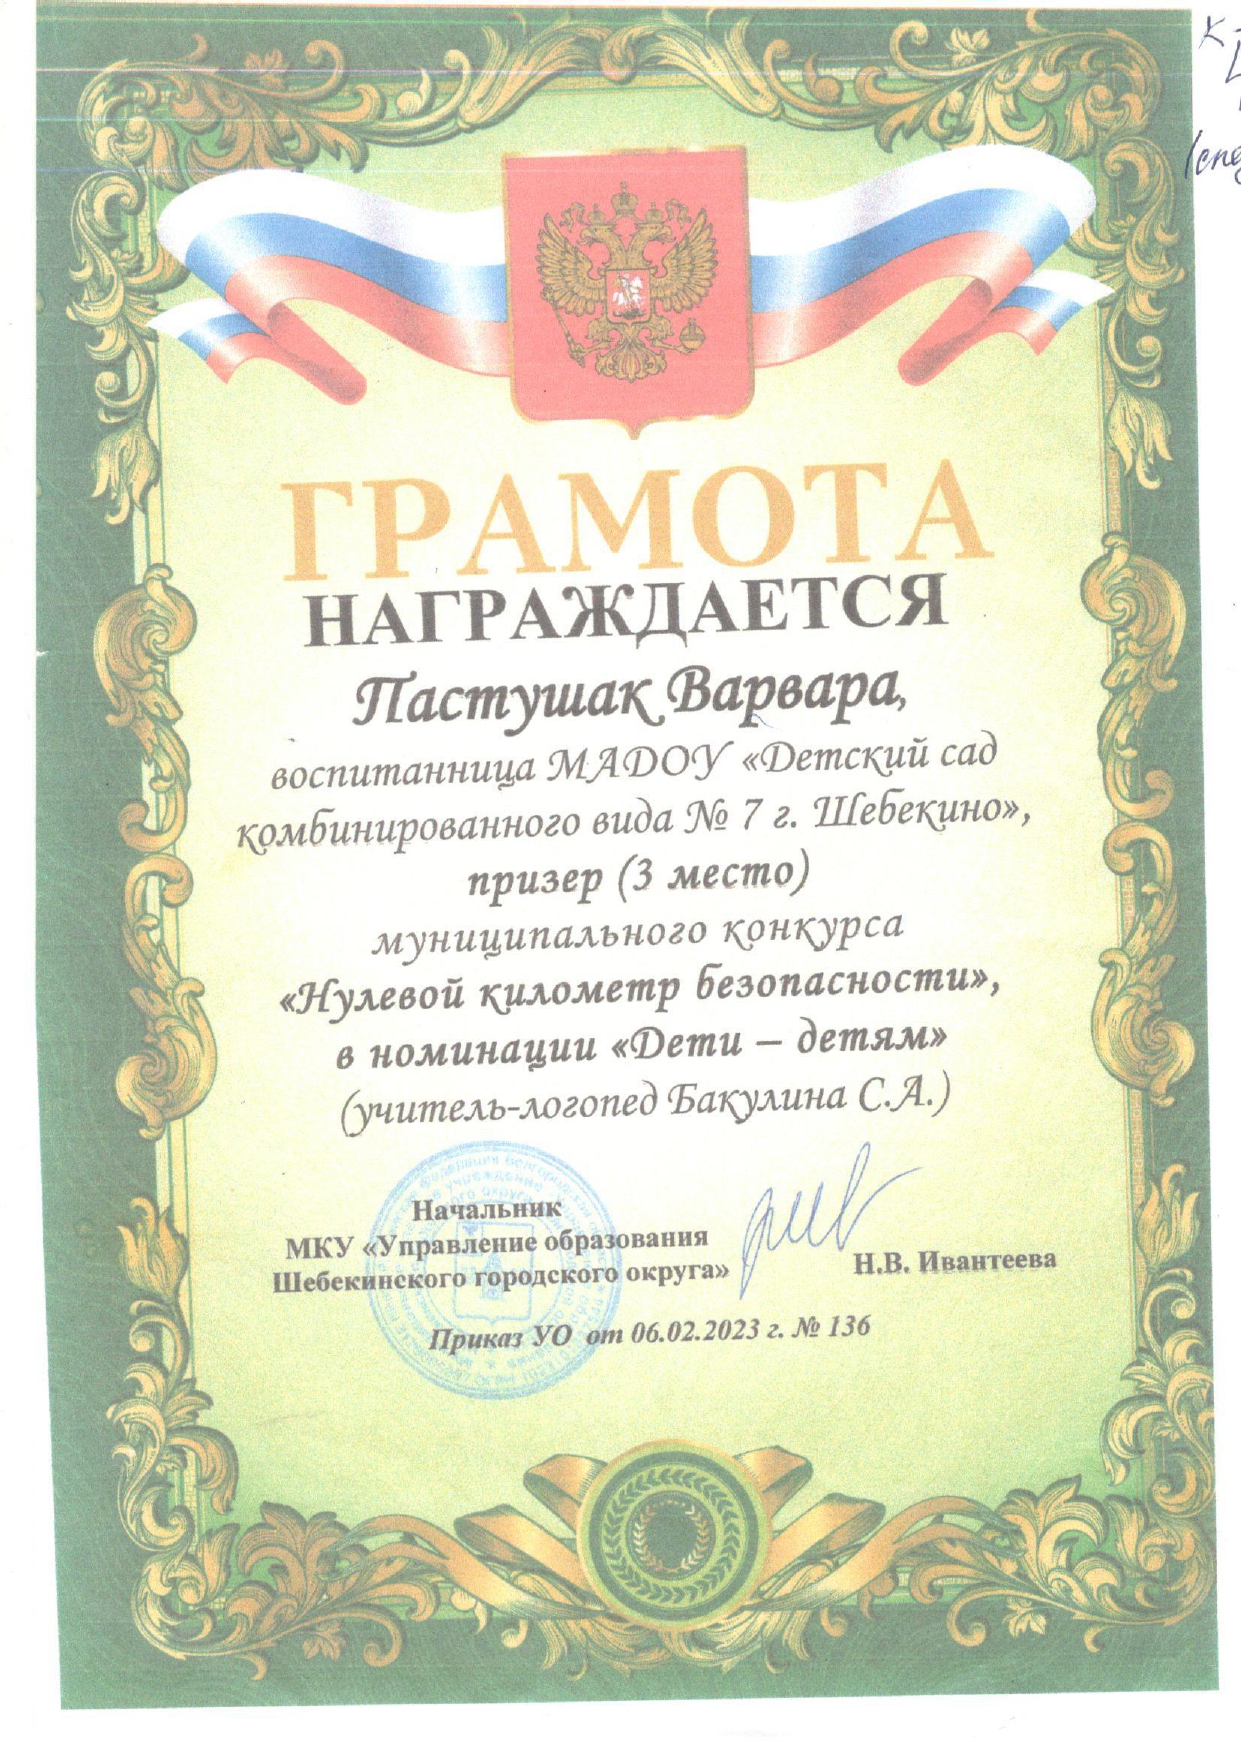 ГРАМОТА
НАГРАЖДАЕТСЯ
Пастушак Варвара,
воспитанница МАДОУ «Детский сад
комбинированного вида № 7 г. Шебекино»,
призер (3 место)
муниципального конкурса
«Нулевой километр безопасности»,
в номинации «Дети – детям»
(учитель-логопед Бакулина С.А.)
Начальник
МКУ «Управление образования
Шебекинского городского округа»
Н.В. Ивантеева
Приказ УО от 06.02.2023 г. № 136